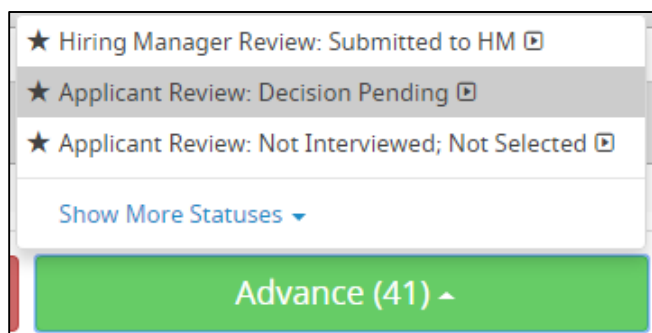 ★ Hiring Manager Review: Submitted to HM
★ Applicant Review: Decision Pending
★ Applicant Review: Not Interviewed; Not Selected
Show More Statuses
Advance (41)